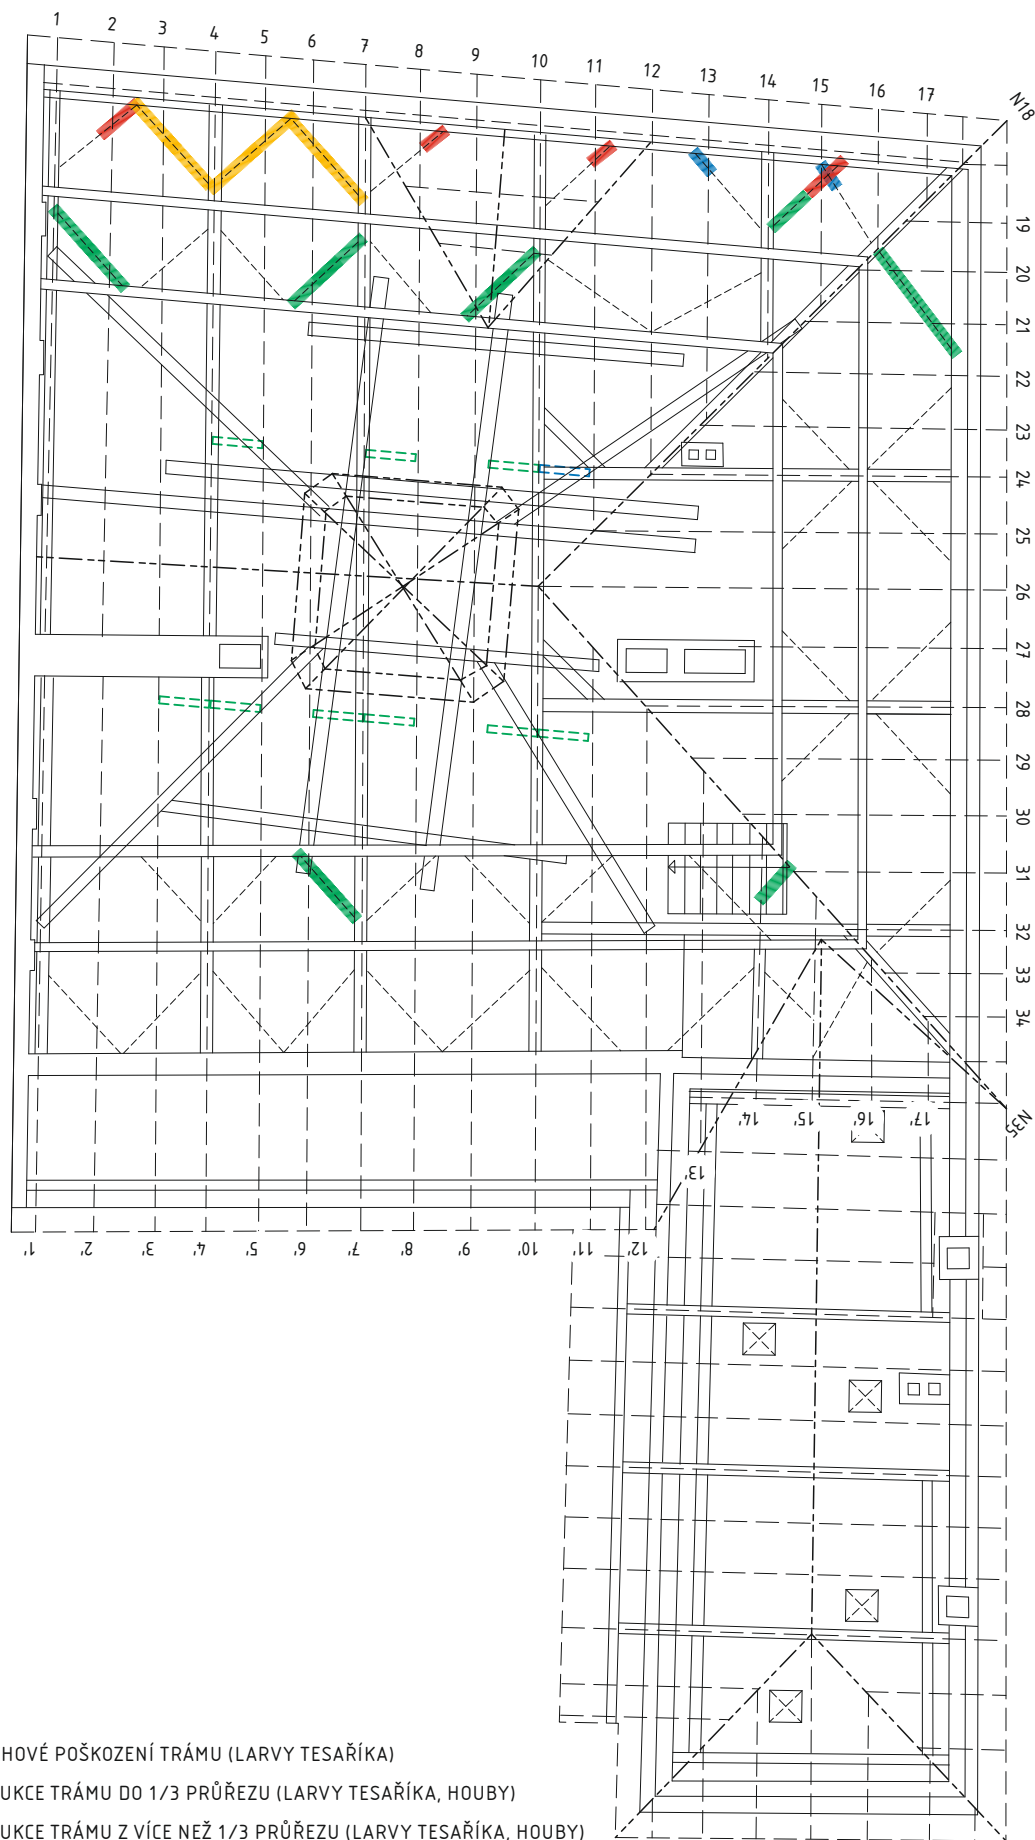 1 2 3 4 5 6 7 8 9 10 11 12 13 14 15 16 17 N18
19
20
21
22
23
24
25
26
27
28
29
30
31
32
33
34
N35
14' 15' 16' 17'
13'
1' 2' 3' 4' 5' 6' 7' 8' 9' 10' 11' 12'
HOVÉ POŠKOZENÍ TRÁMU (LARVY TESAŘÍKA)
UKCE TRÁMU DO 1/3 PRŮŘEZU (LARVY TESAŘÍKA, HOUBY)
UKCE TRÁMU Z VÍCE NEŽ 1/3 PRŮŘEZU (LARVY TESAŘÍKA, HOUBY)